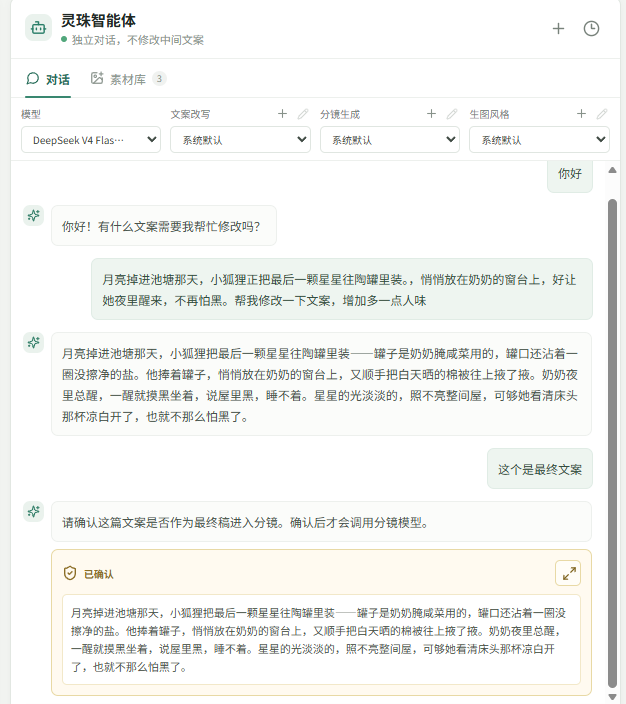 灵珠智能体
独立对话，不修改中间文案
对话
素材库 3
模型
文案改写
分镜生成
生图风格
DeepSeek V4 Flas…
系统默认
系统默认
系统默认
你好
你好！有什么文案需要我帮忙修改吗？
月亮掉进池塘那天，小狐狸正把最后一颗星星往陶罐里装。，悄悄放在奶奶的窗台上，好让
她夜里醒来，不再怕黑。帮我修改一下文案，增加多一点人味
月亮掉进池塘那天，小狐狸把最后一颗星星往陶罐里装——罐子是奶奶腌咸菜用的，罐口还沾着一
圈没擦净的盐。他捧着罐子，悄悄放在奶奶的窗台上，又顺手把白天晒的棉被往上掖了掖。奶奶夜
里总醒，一醒就摸黑坐着，说屋里黑，睡不着。星星的光淡淡的，照不亮整间屋，可够她看清床头
那杯凉白开了，也就不那么怕黑了。
这个是最终文案
请确认这篇文案是否作为最终稿进入分镜。确认后才会调用分镜模型。
已确认
月亮掉进池塘那天，小狐狸把最后一颗星星往陶罐里装——罐子是奶奶腌咸菜用的，罐口还沾着一圈没
擦净的盐。他捧着罐子，悄悄放在奶奶的窗台上，又顺手把白天晒的棉被往上掖了掖。奶奶夜里总醒，
一醒就摸黑坐着，说屋里黑，睡不着。星星的光淡淡的，照不亮整间屋，可够她看清床头那杯凉白开
了，也就不那么怕黑了。